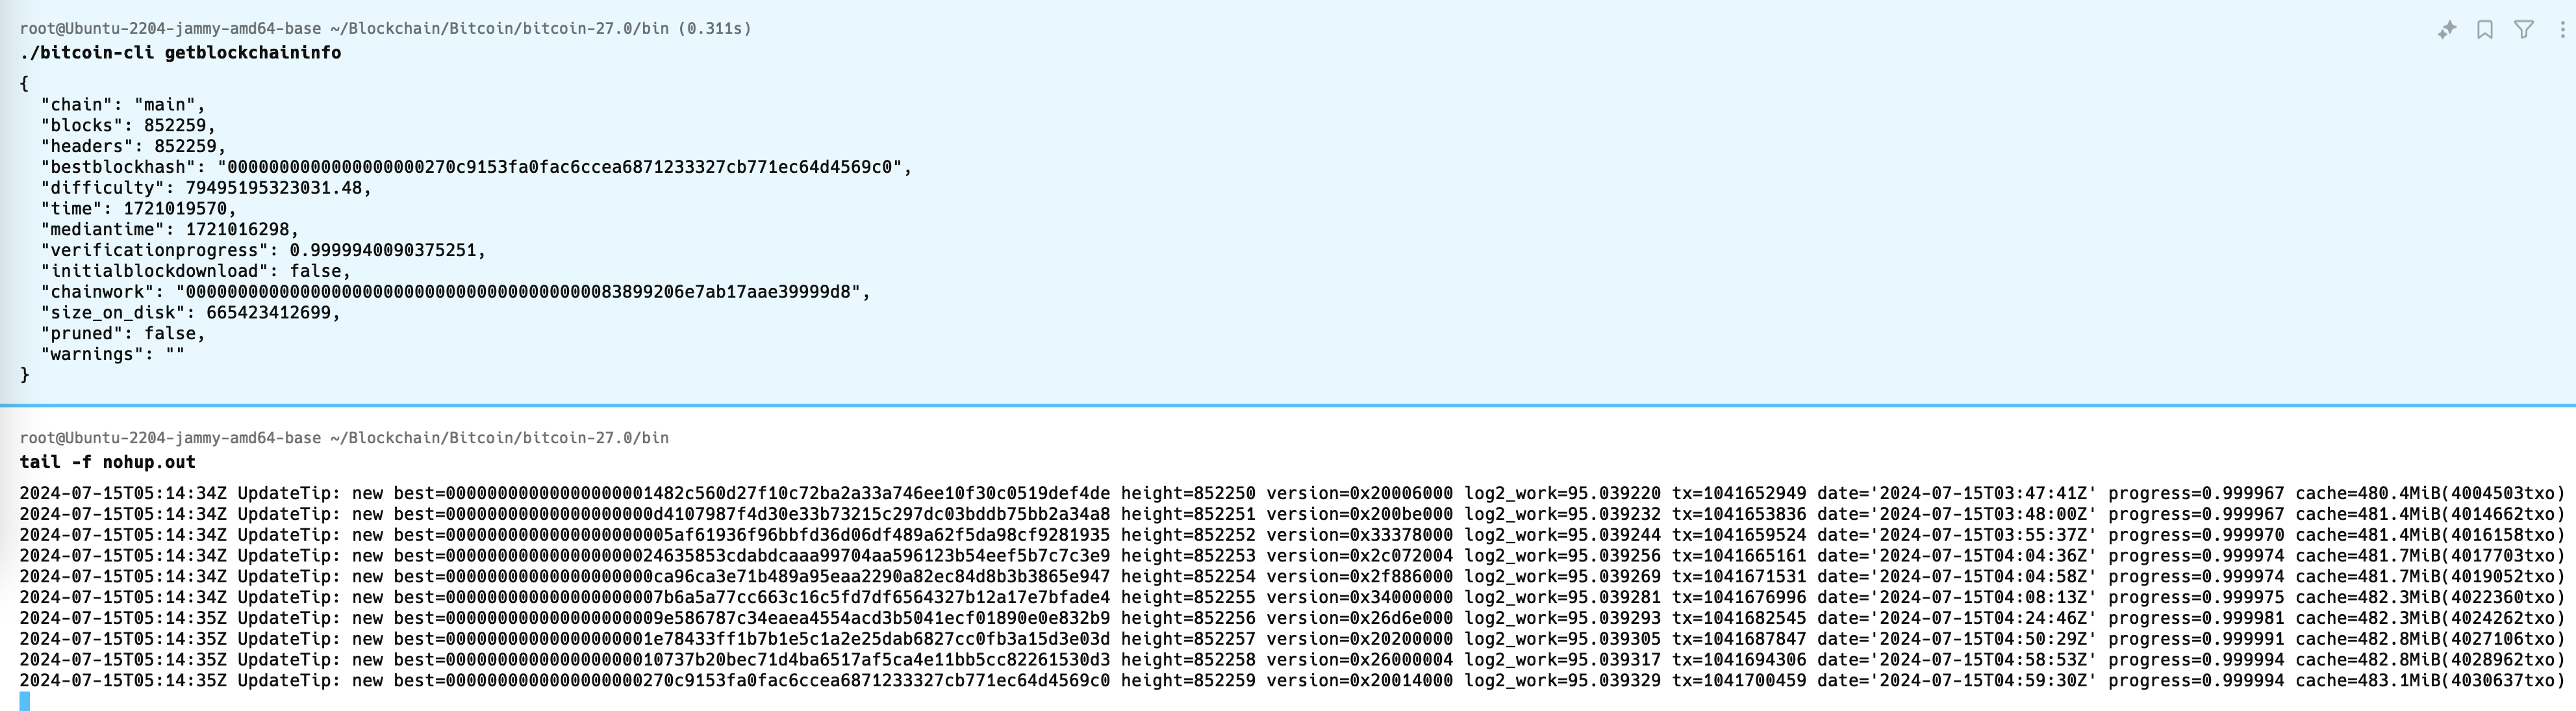 root@Ubuntu-2204-jammy-amd64-base ~/Blockchain/Bitcoin/bitcoin-27.0/bin (0.311s)
./bitcoin-cli getblockchaininfo
{
  "chain": "main",
  "blocks": 852259,
  "headers": 852259,
  "bestblockhash": "00000000000000000000270c9153fa0fac6ccea6871233327cb771ec64d4569c0",
  "difficulty": 79495195323031.48,
  "time": 1721019570,
  "mediantime": 1721016298,
  "verificationprogress": 0.9999940090375251,
  "initialblockdownload": false,
  "chainwork": "000000000000000000000000000000000000000083899206e7ab17aae39999d8",
  "size_on_disk": 665423412699,
  "pruned": false,
  "warnings": ""
}
root@Ubuntu-2204-jammy-amd64-base ~/Blockchain/Bitcoin/bitcoin-27.0/bin
tail -f nohup.out
2024-07-15T05:14:34Z UpdateTip: new best=00000000000000000001482c560d27f10c72ba2a33a746ee10f30c0519def4de height=852250 version=0x20006000 log2_work=95.039220 tx=1041652949 date='2024-07-15T03:47:41Z' progress=0.999967 cache=480.4MiB(4004503txo)
2024-07-15T05:14:34Z UpdateTip: new best=00000000000000000000d4107987f4d30e33b73215c297dc03bddb75bb2a34a8 height=852251 version=0x200be000 log2_work=95.039232 tx=1041653836 date='2024-07-15T03:48:00Z' progress=0.999967 cache=481.4MiB(4014662txo)
2024-07-15T05:14:34Z UpdateTip: new best=000000000000000000005af61936f96bbfd36d06df489a62f5da98cf9281935 height=852252 version=0x33378000 log2_work=95.039244 tx=1041659524 date='2024-07-15T03:55:37Z' progress=0.999970 cache=481.4MiB(4016158txo)
2024-07-15T05:14:34Z UpdateTip: new best=0000000000000000000024635853cdabdcaaa99704aa596123b54eef5b7c7c3e9 height=852253 version=0x2c072004 log2_work=95.039256 tx=1041665161 date='2024-07-15T04:04:36Z' progress=0.999974 cache=481.7MiB(4017703txo)
2024-07-15T05:14:34Z UpdateTip: new best=00000000000000000000ca96ca3e71b489a95eaa2290a82ec84d8b3b3865e947 height=852254 version=0x2f886000 log2_work=95.039269 tx=1041671531 date='2024-07-15T04:04:58Z' progress=0.999974 cache=481.7MiB(4019052txo)
2024-07-15T05:14:34Z UpdateTip: new best=000000000000000000007b6a5a77cc663c16c5fd7df6564327b12a17e7bfade4 height=852255 version=0x34000000 log2_work=95.039281 tx=1041676996 date='2024-07-15T04:08:13Z' progress=0.999975 cache=482.3MiB(4022360txo)
2024-07-15T05:14:35Z UpdateTip: new best=000000000000000000009e586787c34eaea4554acd3b5041ecf01890e0e832b9 height=852256 version=0x26d6e000 log2_work=95.039293 tx=1041682545 date='2024-07-15T04:24:46Z' progress=0.999981 cache=482.3MiB(4024262txo)
2024-07-15T05:14:35Z UpdateTip: new best=00000000000000000001e78433ff1b7b1e5c1a2e25dab6827cc0fb3a15d3e03d height=852257 version=0x20200000 log2_work=95.039305 tx=1041687847 date='2024-07-15T04:50:29Z' progress=0.999991 cache=482.8MiB(4027106txo)
2024-07-15T05:14:35Z UpdateTip: new best=000000000000000000010737b20bec71d4ba6517af5ca4e11bb5cc82261530d3 height=852258 version=0x26000004 log2_work=95.039317 tx=1041694306 date='2024-07-15T04:58:53Z' progress=0.999994 cache=482.8MiB(4028962txo)
2024-07-15T05:14:35Z UpdateTip: new best=0000000000000000000270c9153fa0fac6ccea6871233327cb771ec64d4569c0 height=852259 version=0x20014000 log2_work=95.039329 tx=1041700459 date='2024-07-15T04:59:30Z' progress=0.999994 cache=483.1MiB(4030637txo)